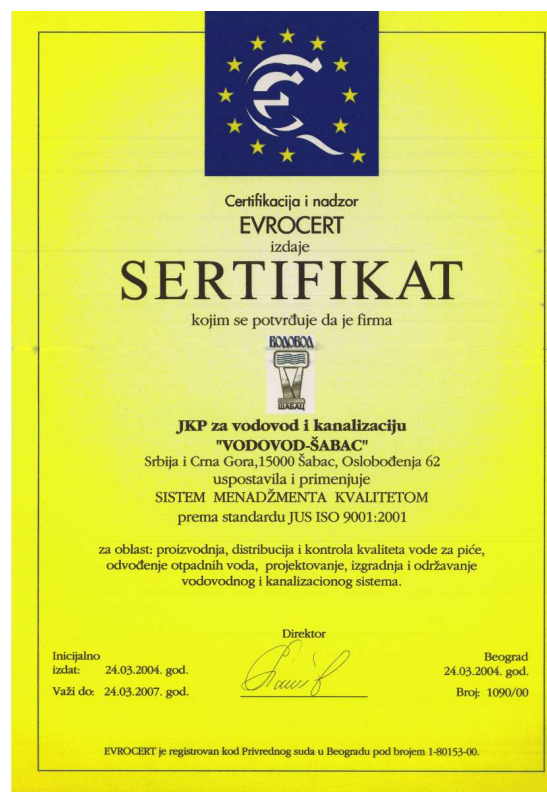 Certifikacija i nadzor
EVROCERT
izdaje
SERTIFIKAT
kojim se potvrđuje da je firma
ВОДОВОД
ШАБАЦ
JKP za vodovod i kanalizaciju
"VODOVOD-ŠABAC"
Srbija i Crna Gora,15000 Šabac, Oslobođenja 62
uspostavila i primenjuje
SISTEM MENADŽMENTA KVALITETOM
prema standardu JUS ISO 9001:2001
za oblast: proizvodnja, distribucija i kontrola kvaliteta vode za piće,
odvođenje otpadnih voda, projektovanje, izgradnja i održavanje
vodovodnog i kanalizacionog sistema.
Direktor
Inicijalno
izdat: 24.03.2004. god.
Važi do: 24.03.2007. god.
Beograd
24.03.2004. god.
Broj: 1090/00
EVROCERT je registrovan kod Privrednog suda u Beogradu pod brojem 1-80153-00.